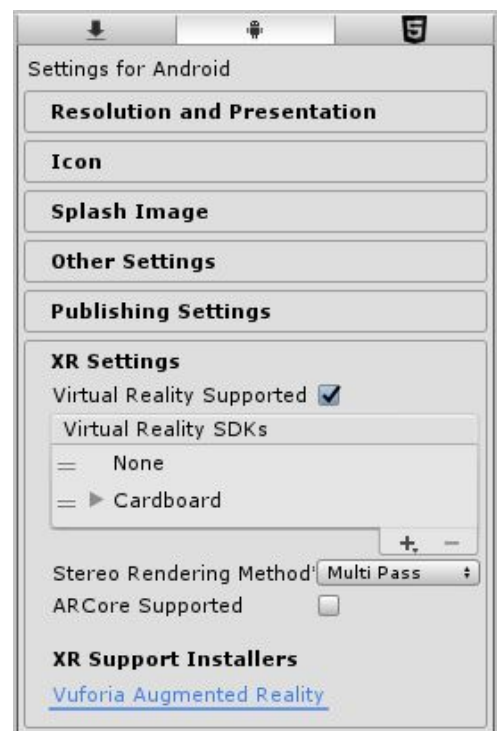 Settings for Android
Resolution and Presentation
Icon
Splash Image
Other Settings
Publishing Settings
XR Settings
Virtual Reality Supported
Virtual Reality SDKs
None
Cardboard
Stereo Rendering Method* Multi Pass
ARCore Supported
XR Support Installers
Vuforia Augmented Reality